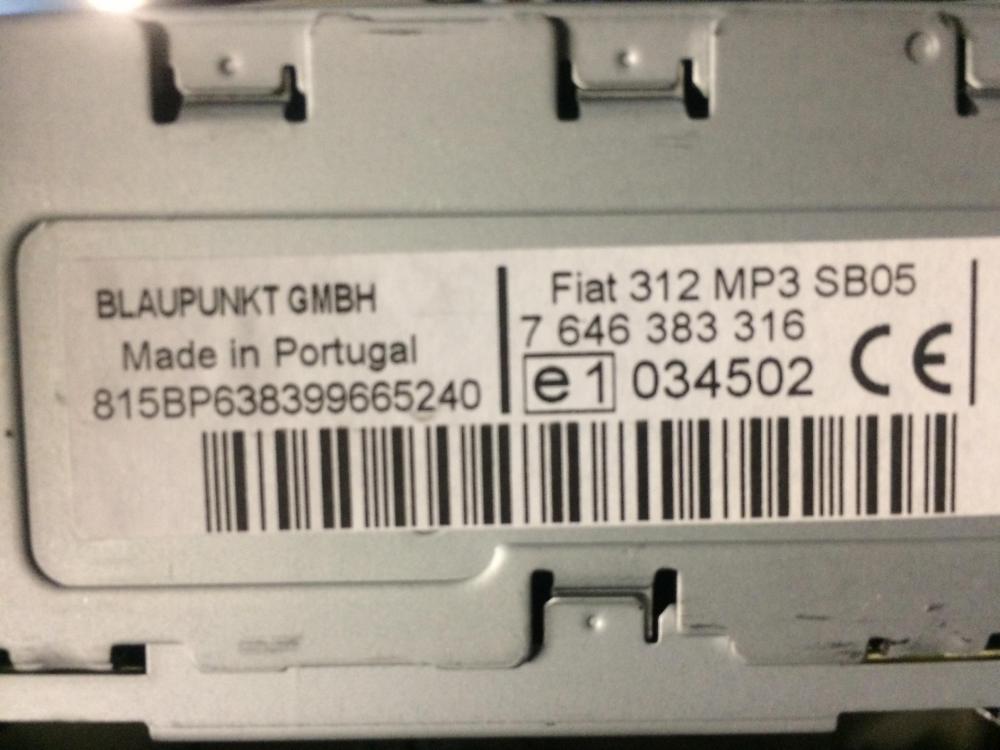 BLAUPUNKT GMBH
Made in Portugal
815BP638399665240
Fiat 312 MP3 SB05
7 646 383 316
e1 034502 CE